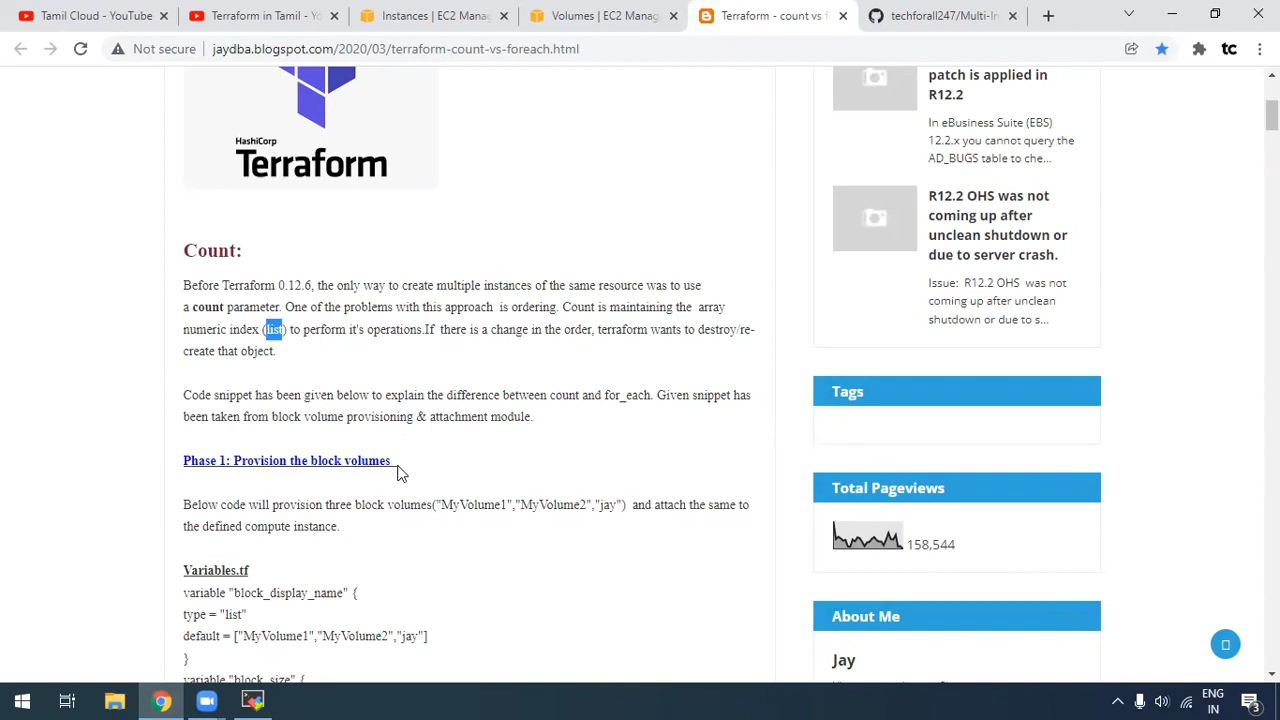 Tamil Cloud - YouTube
Terraform in Tamil - Yo
Instances | EC2 Manag
Volumes | EC2 Manage
Terraform - count vs f
techforall247/Multi-In
Not secure
jaydba.blogspot.com/2020/03/terraform-count-vs-foreach.html
tc
HashiCorp
Terraform
Count:
Before Terraform 0.12.6, the only way to create multiple instances of the same resource was to use
a count parameter. One of the problems with this approach is ordering. Count is maintaining the array
numeric index (list) to perform it's operations.If there is a change in the order, terraform wants to destroy/re-
create that object.
Code snippet has been given below to explain the difference between count and for_each. Given snippet has
been taken from block volume provisioning & attachment module.
Phase 1: Provision the block volumes
Below code will provision three block volumes("MyVolume1","MyVolume2","jay") and attach the same to
the defined compute instance.
Variables.tf
variable "block_display_name" {
type = "list"
default = ["MyVolume1","MyVolume2","jay"]
}
variable "block_size" {
patch is applied in
R12.2
In eBusiness Suite (EBS)
12.2.x you cannot query the
AD_BUGS table to che...
R12.2 OHS was not
coming up after
unclean shutdown or
due to server crash.
Issue: R12.2 OHS was not
coming up after unclean
shutdown or due to s...
Tags
Total Pageviews
158,544
About Me
Jay
ENG
IN
3